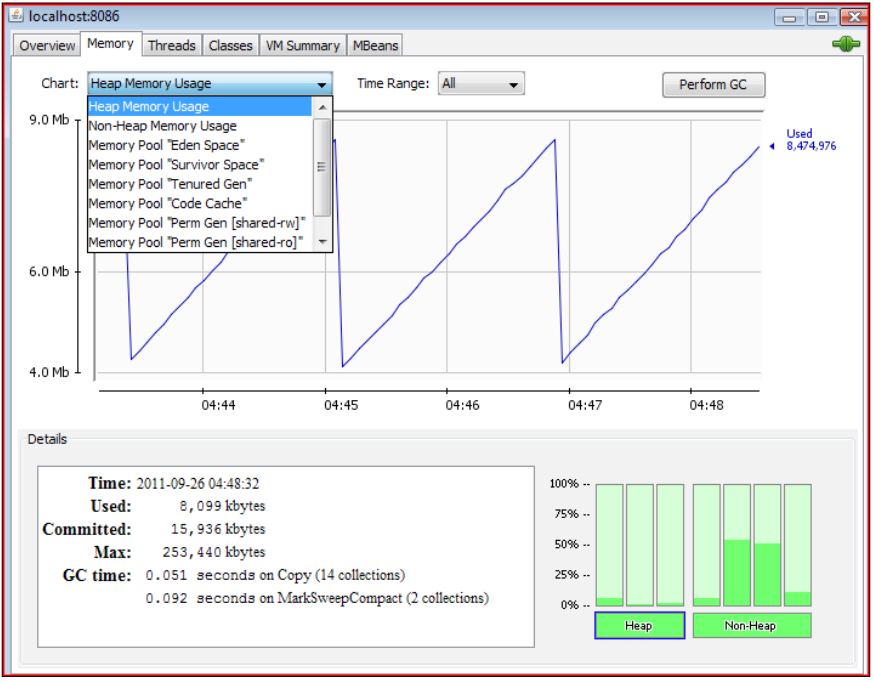 localhost:8086
Overview Memory Threads Classes VM Summary MBeans
Chart: Heap Memory Usage Time Range: All Perform GC
Heap Memory Usage
Non-Heap Memory Usage
Memory Pool "Eden Space"
Memory Pool "Survivor Space"
Memory Pool "Tenured Gen"
Memory Pool "Code Cache"
Memory Pool "Perm Gen [shared-rw]"
Memory Pool "Perm Gen [shared-ro]"
9.0 Mb
Used
8,474,976
6.0 Mb
4.0 Mb
04:44 04:45 04:46 04:47 04:48
Details
Time: 2011-09-26 04:48:32
Used: 8,099 kbytes
Committed: 15,936 kbytes
Max: 253,440 kbytes
GC time: 0.051 seconds on Copy (14 collections)
0.092 seconds on MarkSweepCompact (2 collections)
100% --
75% --
50% --
25% --
0% --
Heap Non-Heap